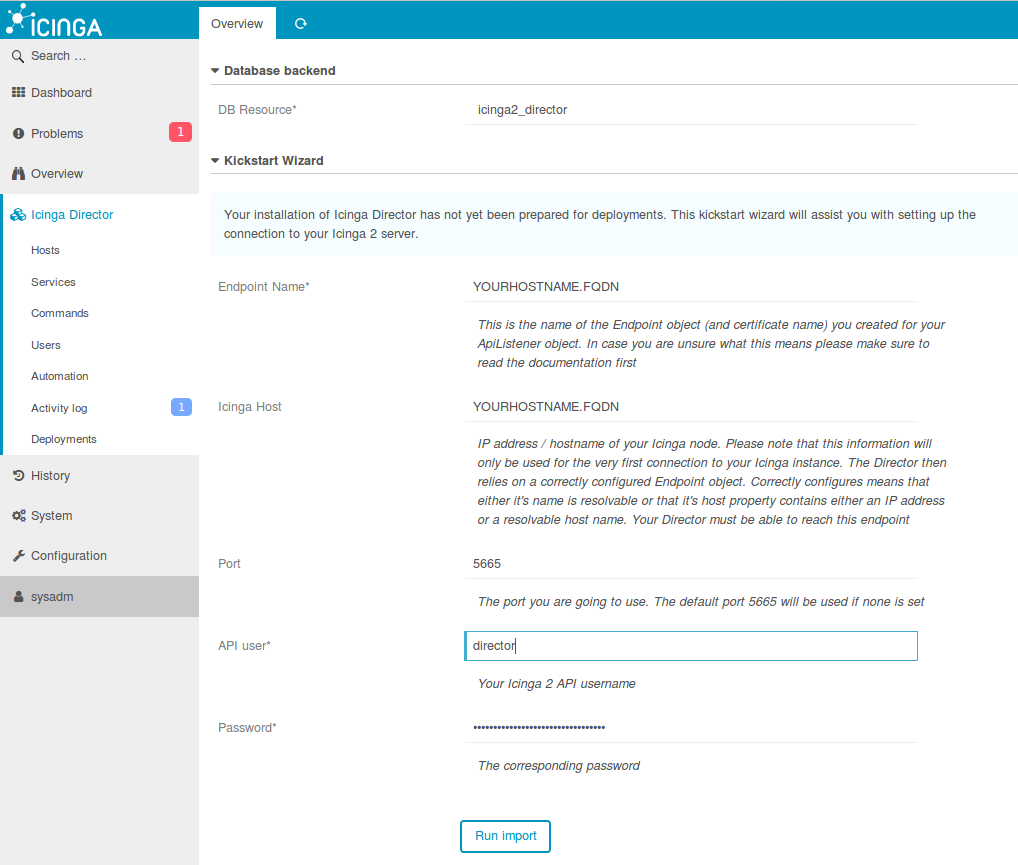 ICINGA
Overview
Search ...
Dashboard
Problems 1
Overview
Icinga Director
Hosts
Services
Commands
Users
Automation
Activity log 1
Deployments
History
System
Configuration
sysadm
Database backend
DB Resource* icinga2_director
Kickstart Wizard
Your installation of Icinga Director has not yet been prepared for deployments. This kickstart wizard will assist you with setting up the
connection to your Icinga 2 server.
Endpoint Name* YOURHOSTNAME.FQDN
This is the name of the Endpoint object (and certificate name) you created for your
ApiListener object. In case you are unsure what this means please make sure to
read the documentation first
Icinga Host YOURHOSTNAME.FQDN
IP address / hostname of your Icinga node. Please note that this information will
only be used for the very first connection to your Icinga instance. The Director then
relies on a correctly configured Endpoint object. Correctly configures means that
either it's name is resolvable or that it's host property contains either an IP address
or a resolvable host name. Your Director must be able to reach this endpoint
Port 5665
The port you are going to use. The default port 5665 will be used if none is set
API user* director
Your Icinga 2 API username
Password* •••••••••••••••••••••••••••••••••
The corresponding password
Run import